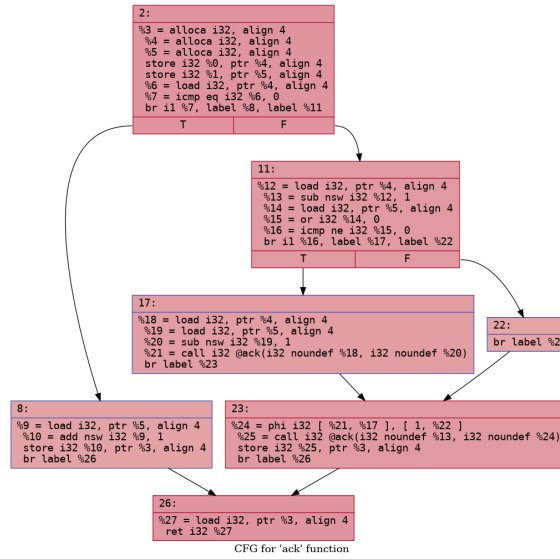 2:
%3 = alloca i32, align 4
%4 = alloca i32, align 4
%5 = alloca i32, align 4
store i32 %0, ptr %4, align 4
store i32 %1, ptr %5, align 4
%6 = load i32, ptr %4, align 4
%7 = icmp eq i32 %6, 0
br i1 %7, label %8, label %11
T F
11:
%12 = load i32, ptr %4, align 4
%13 = sub nsw i32 %12, 1
%14 = load i32, ptr %5, align 4
%15 = or i32 %14, 0
%16 = icmp ne i32 %15, 0
br i1 %16, label %17, label %22
T F
17:
%18 = load i32, ptr %4, align 4
%19 = load i32, ptr %5, align 4
%20 = sub nsw i32 %19, 1
%21 = call i32 @ack(i32 noundef %18, i32 noundef %20)
br label %23
22:
br label %2
8:
%9 = load i32, ptr %5, align 4
%10 = add nsw i32 %9, 1
store i32 %10, ptr %3, align 4
br label %26
23:
%24 = phi i32 [ %21, %17 ], [ 1, %22 ]
%25 = call i32 @ack(i32 noundef %13, i32 noundef %24)
store i32 %25, ptr %3, align 4
br label %26
26:
%27 = load i32, ptr %3, align 4
ret i32 %27
CFG for 'ack' function